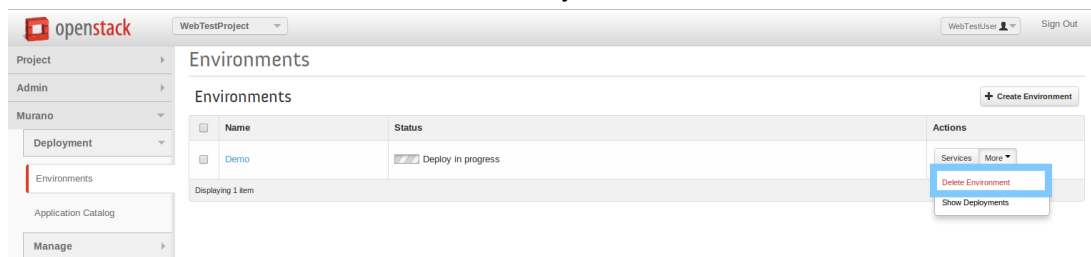 openstack
WebTestProject
WebTestUser
Sign Out
Project
Admin
Murano
Deployment
Environments
Application Catalog
Manage
Environments
Environments
+ Create Environment
Name Status Actions
Demo Deploy in progress Services More
Delete Environment
Show Deployments
Displaying 1 item